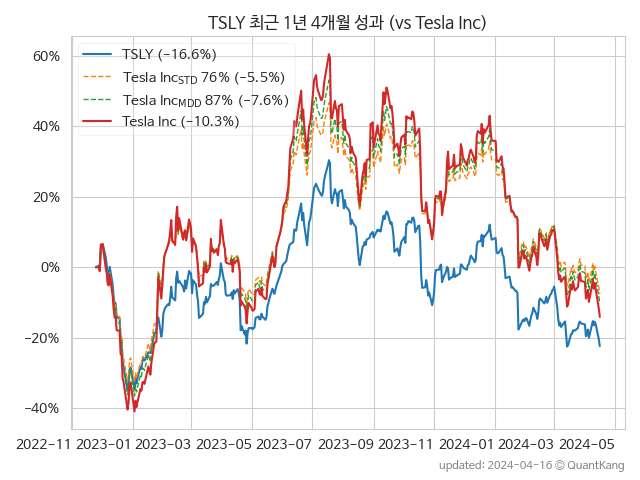 TSLY 최근 1년 4개월 성과 (vs Tesla Inc)
60%
40%
20%
0%
−20%
−40%
TSLY (−16.6%)
Tesla IncSTD 76% (−5.5%)
Tesla IncMDD 87% (−7.6%)
Tesla Inc (−10.3%)
2022−11 2023−01 2023−03 2023−05 2023−07 2023−09 2023−11 2024−01 2024−03 2024−05
updated: 2024−04−16 © QuantKang